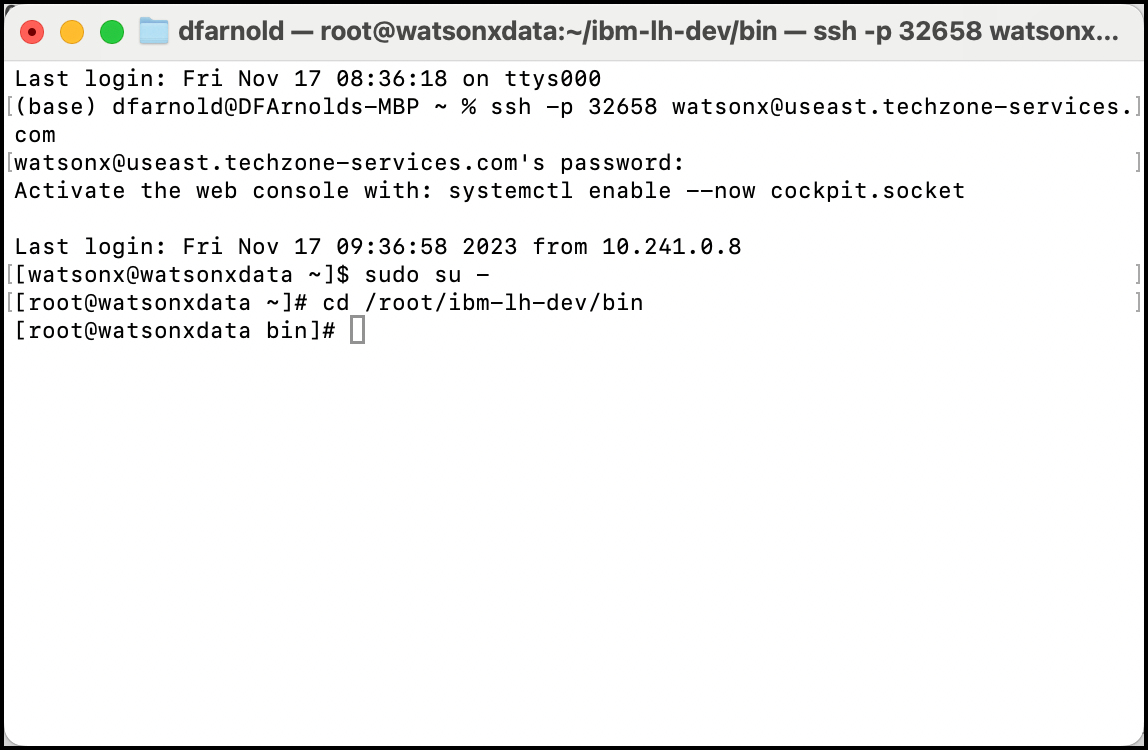 dfarnold — root@watsonxdata:~/ibm-lh-dev/bin — ssh -p 32658 watsonx...
Last login: Fri Nov 17 08:36:18 on ttys000
[(base) dfarnold@DFArnolds-MBP ~ % ssh -p 32658 watsonx@useast.techzone-services.]
com
[watsonx@useast.techzone-services.com's password: ]
Activate the web console with: systemctl enable --now cockpit.socket
Last login: Fri Nov 17 09:36:58 2023 from 10.241.0.8
[[watsonx@watsonxdata ~]$ sudo su - ]
[[root@watsonxdata ~]# cd /root/ibm-lh-dev/bin ]
[root@watsonxdata bin]#